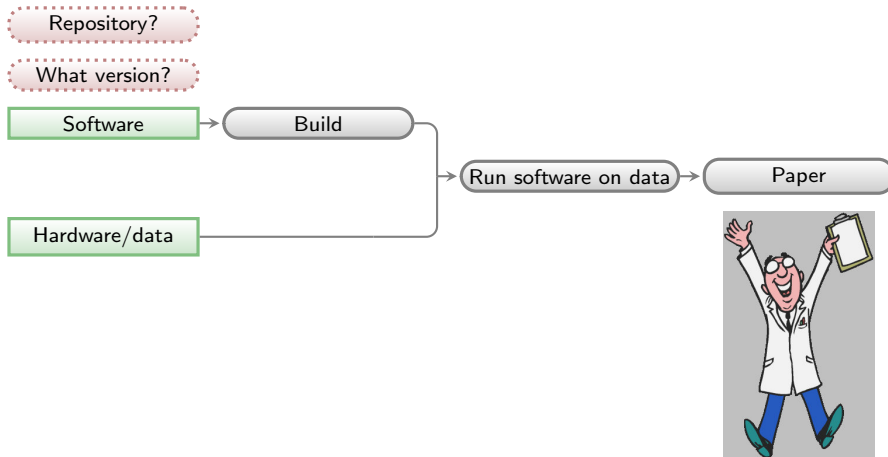 Repository?
What version?
Software
Build
Run software on data
Paper
Hardware/data